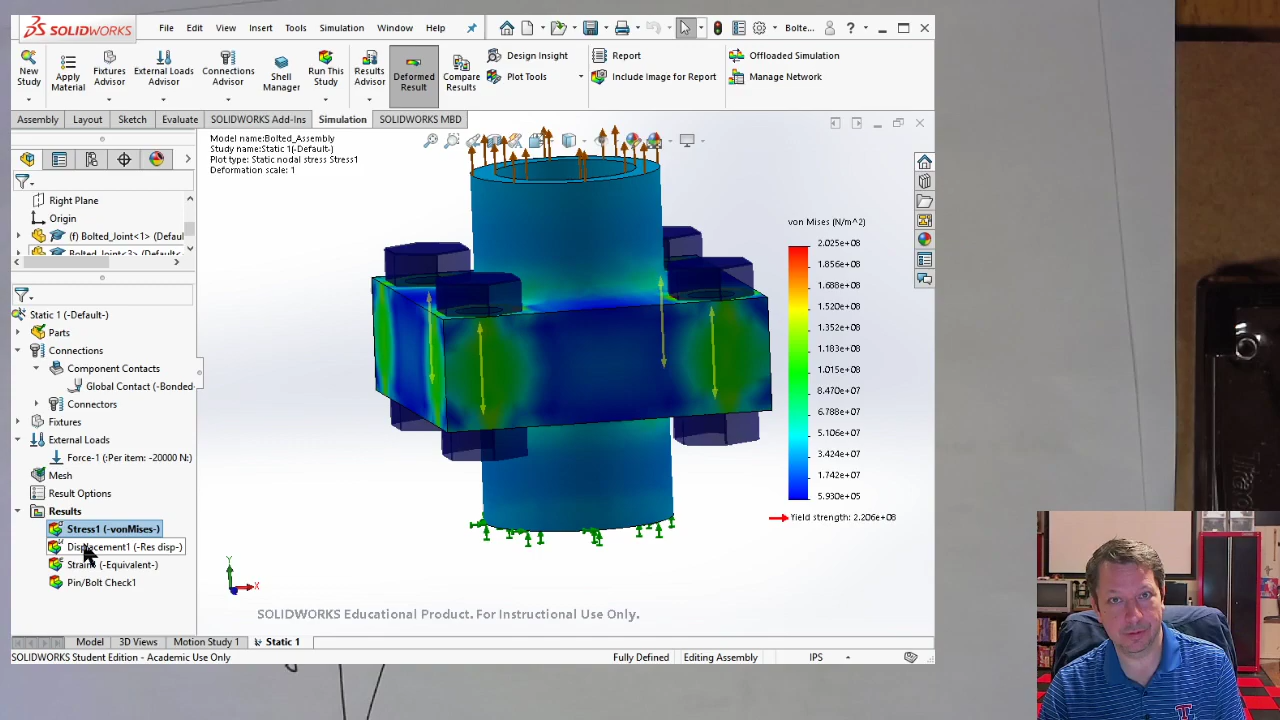 SOLIDWORKS File Edit View Insert Tools Simulation Window Help Bolte... ?
New Study
Apply Material
Fixtures Advisor
External Loads Advisor
Connections Advisor
Shell Manager
Run This Study
Results Advisor
Deformed Result
Compare Results
Design Insight
Plot Tools
Report
Include Image for Report
Offloaded Simulation
Manage Network
Assembly Layout Sketch Evaluate SOLIDWORKS Add-Ins Simulation SOLIDWORKS MBD
Right Plane
Origin
(f) Bolted_Joint<1> (Defaul
Bolted_Joint<3> (Default<
Static 1 (-Default-)
Parts
Connections
Component Contacts
Global Contact (-Bonded-
Connectors
Fixtures
External Loads
Force-1 (:Per item: -20000 N:)
Mesh
Result Options
Results
Stress1 (-vonMises-)
Displacement1 (-Res disp-)
(-Equivalent-)
Pin/Bolt Check1
Model name:Bolted_Assembly
Study name:Static 1(-Default-)
Plot type: Static nodal stress Stress1
Deformation scale: 1
von Mises (N/m^2)
2.025e+08
1.856e+08
1.688e+08
1.520e+08
1.352e+08
1.183e+08
1.015e+08
8.470e+07
6.788e+07
5.106e+07
3.424e+07
1.742e+07
5.930e+05
Yield strength: 2.206e+08
Y
X
SOLIDWORKS Educational Product. For Instructional Use Only.
Model 3D Views Motion Study 1 Static 1
SOLIDWORKS Student Edition - Academic Use Only Fully Defined Editing Assembly IPS
T